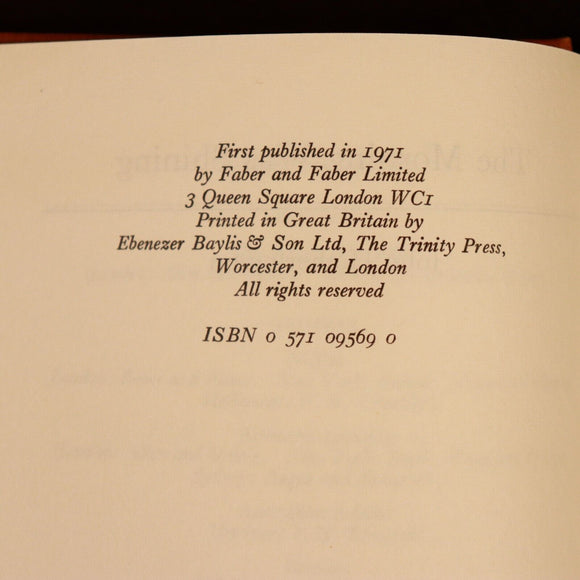 First published in 1971
by Faber and Faber Limited
3 Queen Square London WC1
Printed in Great Britain by
Ebenezer Baylis & Son Ltd, The Trinity Press,
Worcester, and London
All rights reserved
ISBN 0 571 09569 0